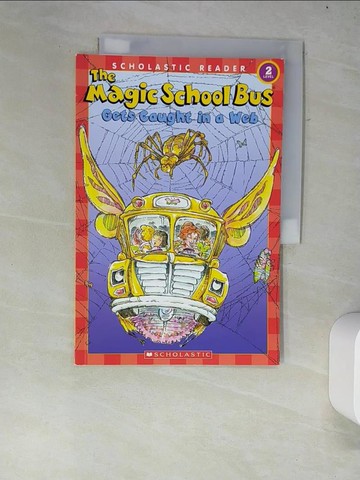 SCHOLASTIC READER
2
LEVEL
The
Magic School Bus
Gets Caught in a Web
SCHOLASTIC